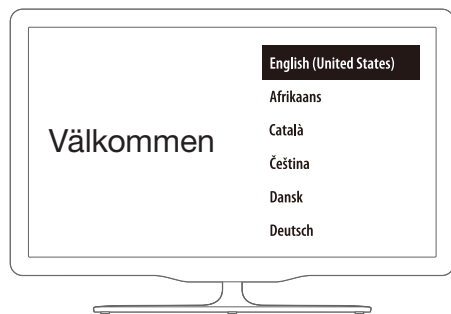 Välkommen
English (United States)
Afrikaans
Català
Čeština
Dansk
Deutsch